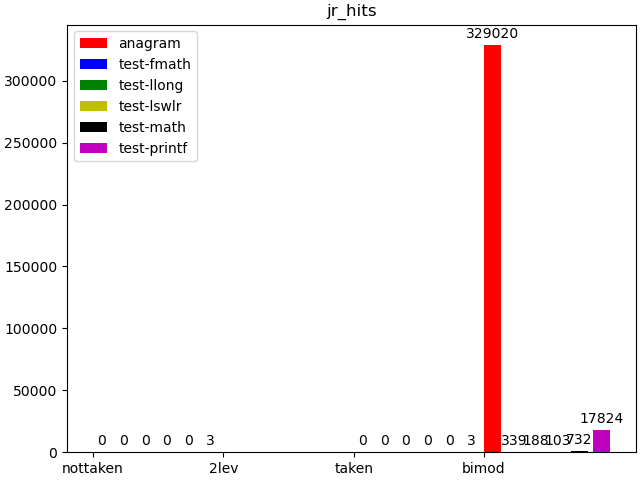 jr_hits
329020
anagram
test-fmath
test-llong
test-lswlr
test-math
test-printf
300000
250000
200000
150000
100000
50000
0
17824
0 0 0 0 0 3 0 0 0 0 0 3 339 188 103 732
nottaken 2lev taken bimod